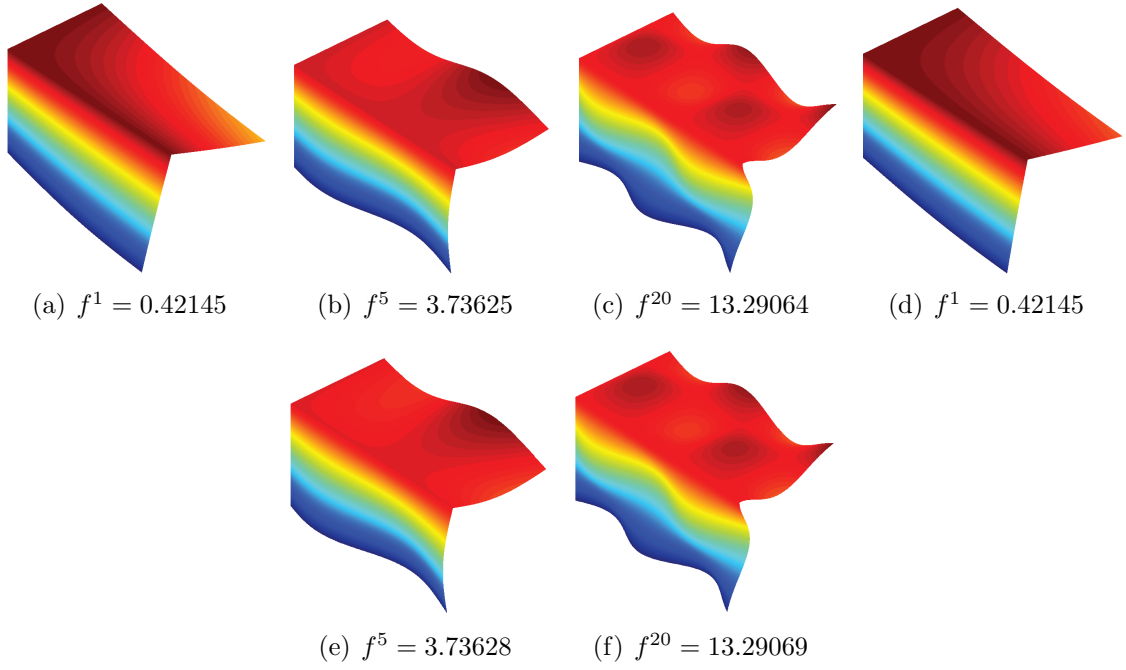 (a) f¹ = 0.42145
(b) f⁵ = 3.73625
(c) f²⁰ = 13.29064
(d) f¹ = 0.42145
(e) f⁵ = 3.73628
(f) f²⁰ = 13.29069